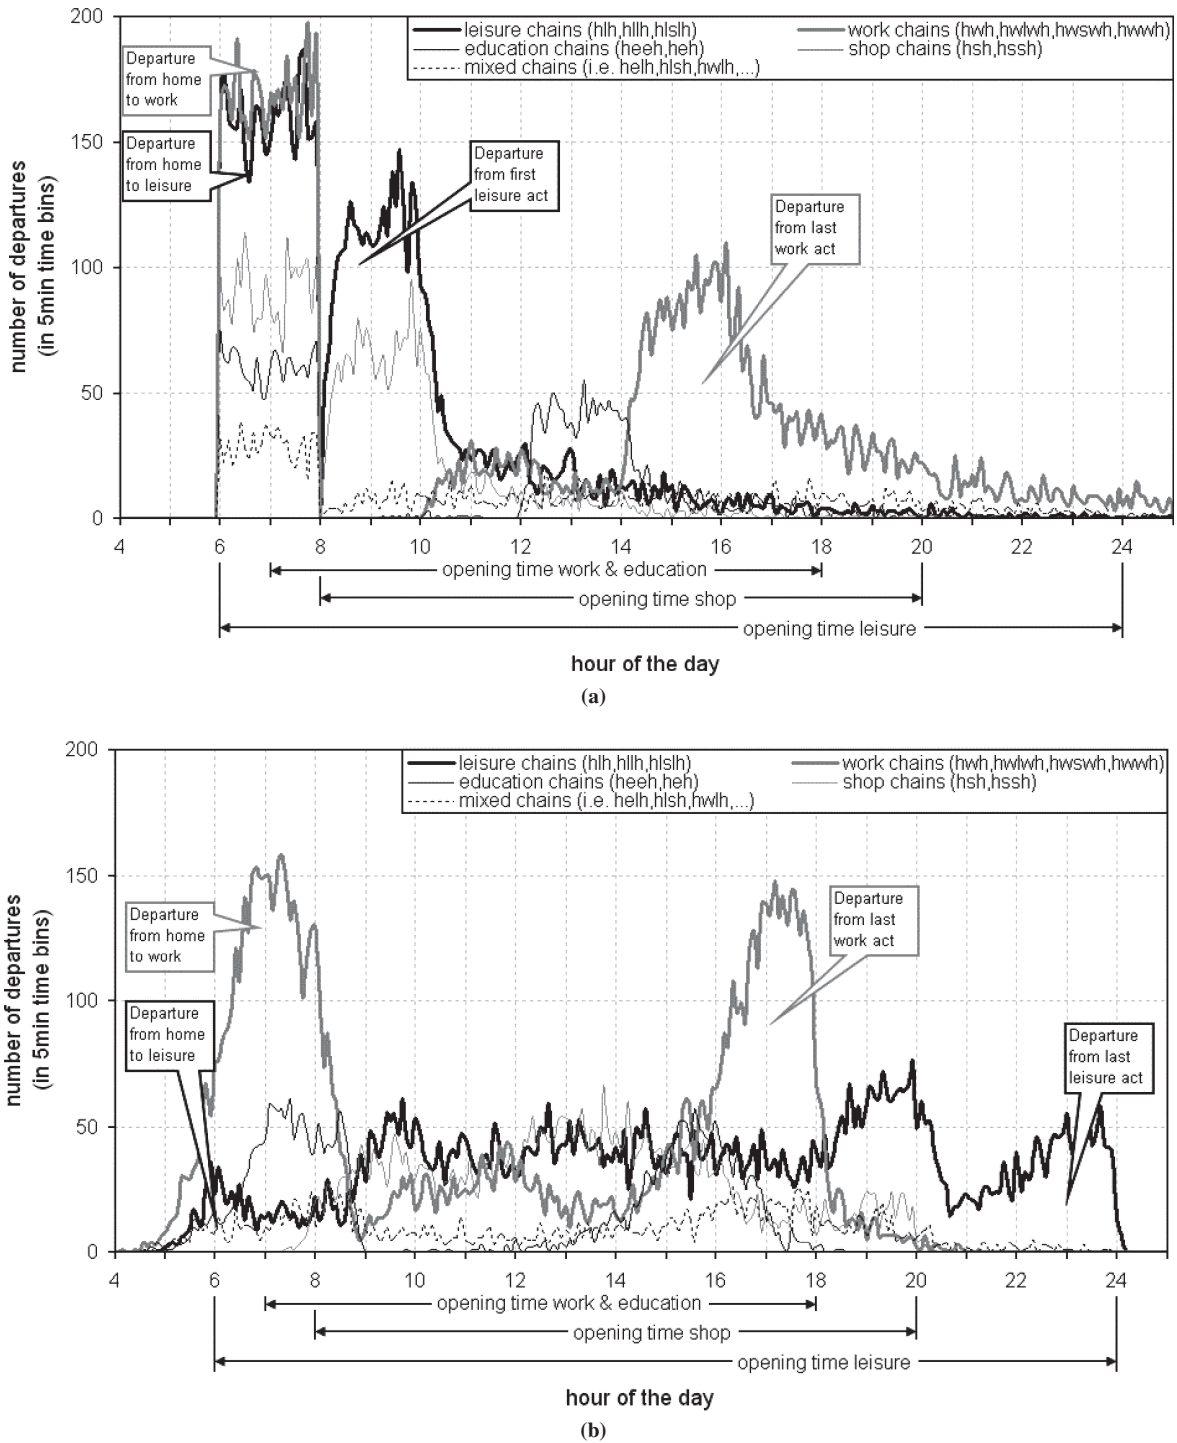 200
150
100
50
0
number of departures
(in 5min time bins)
leisure chains (hlh,hllh,hlslh)
work chains (hwh,hwlwh,hwswh,hwwh)
education chains (heeh,heh)
shop chains (hsh,hssh)
mixed chains (i.e. helh,hlsh,hwlh,...)
Departure
from home
to work
Departure
from home
to leisure
Departure
from first
leisure act
Departure
from last
work act
4 6 8 10 12 14 16 18 20 22 24
opening time work & education
opening time shop
opening time leisure
hour of the day
(a)
200
150
100
50
0
number of departures
(in 5min time bins)
leisure chains (hlh,hllh,hlslh)
work chains (hwh,hwlwh,hwswh,hwwh)
education chains (heeh,heh)
shop chains (hsh,hssh)
mixed chains (i.e. helh,hlsh,hwlh,...)
Departure
from home
to work
Departure
from last
work act
Departure
from home
to leisure
Departure
from last
leisure act
4 6 8 10 12 14 16 18 20 22 24
opening time work & education
opening time shop
opening time leisure
hour of the day
(b)